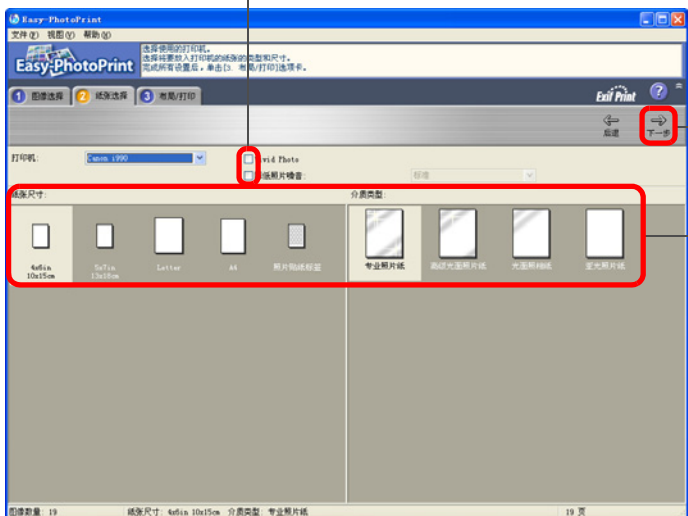 Easy-PhotoPrint
文件(F) 视图(V) 帮助(H)
Easy-PhotoPrint
选择使用的打印机。
选择将要放入打印机的纸张的类型和尺寸。
完成所有设置后，单击[3. 布局/打印]选项卡。
1 图像选择 2 纸张选择 3 布局/打印
Exif Print
?
后退 下一步
打印机: Canon i990
Vivid Photo
低照片噪音: 标准
纸张尺寸: 介质类型:
4x6in 5x7in Letter A4 照片贴纸标签 专业照片纸 高级光面照片纸 光面照相纸 亚光照片纸
10x15cm 13x18cm
图像数量: 19 纸张尺寸: 4x6in 10x15cm 介质类型: 专业照片纸 19 页